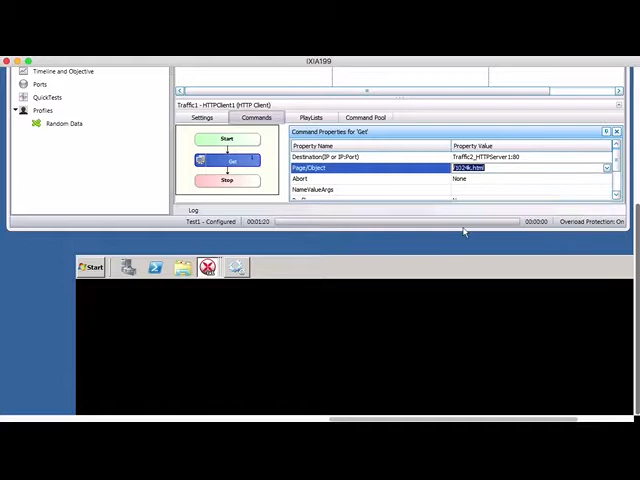 IXIA199
Timeline and Objective
Ports
QuickTests
Profiles
Random Data
Traffic1 - HTTPClient1 (HTTP Client)
Settings
Commands
PlayLists
Command Pool
Start
Get
Stop
Command Properties for 'Get'
Property Name
Property Value
Destination(IP or IP:Port)
Traffic2_HTTPServer1:80
Page/Object
/1024k.html
Abort
None
NameValueArgs
Log
Test1 - Configured
00:01:20
00:00:00
Overload Protection: On
Start